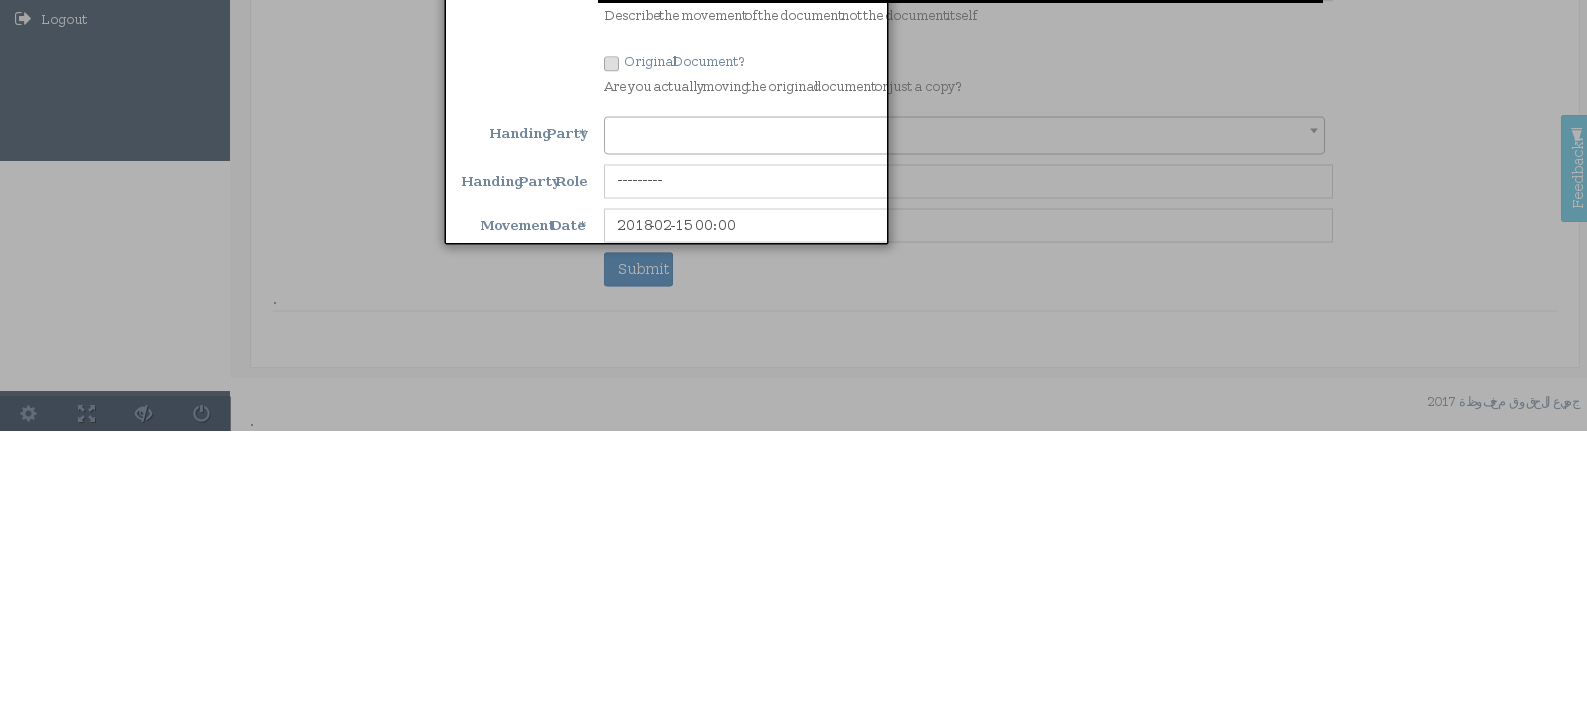 Logout
Describe the movement of the document, not the document itself
Original Document?
Are you actually moving the original document or just a copy?
Handing Party*
Handing Party Role
---------
Movement Date*
2018-02-15 00:00
Submit
Feedback
جميع الحقوق محفوظة 2017